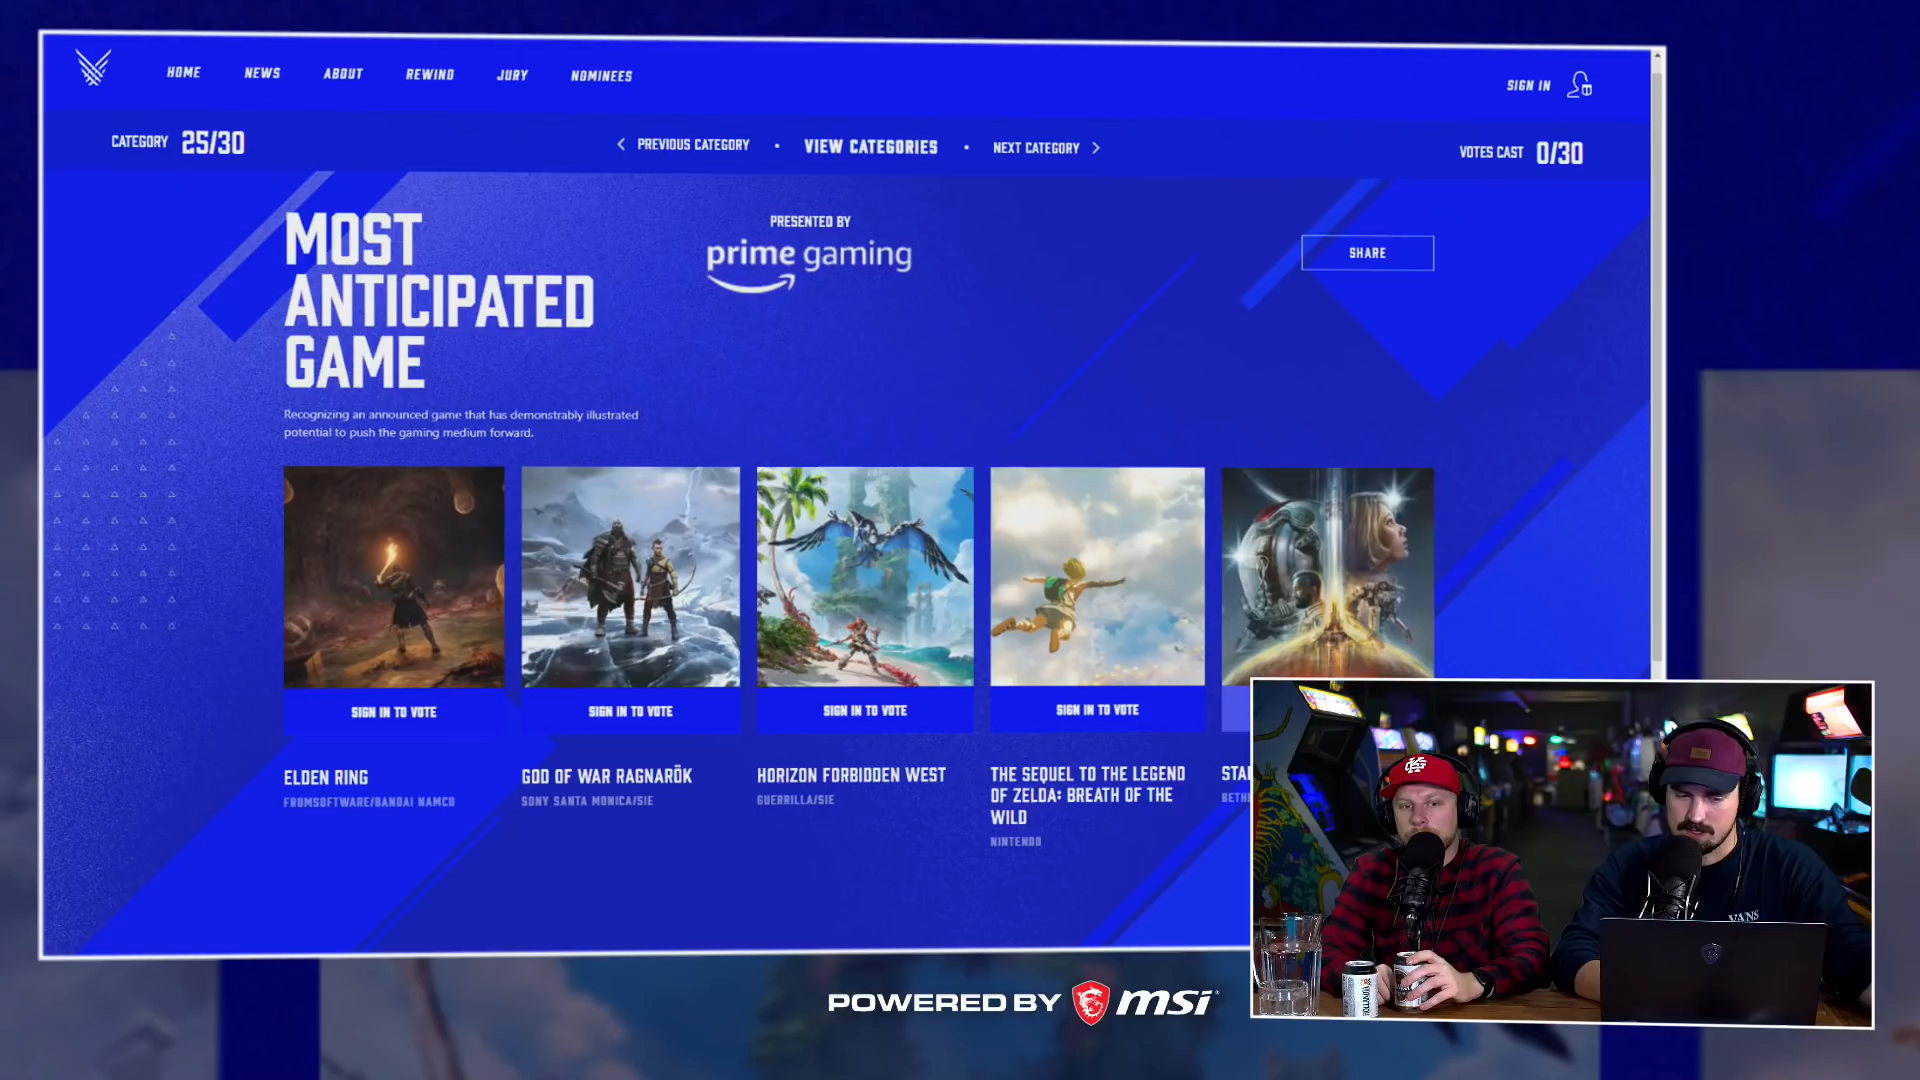 HOME NEWS ABOUT REWIND JURY NOMINEES
SIGN IN
CATEGORY 25/30
PREVIOUS CATEGORY • VIEW CATEGORIES • NEXT CATEGORY
VOTES CAST 0/30
MOST
ANTICIPATED
GAME
PRESENTED BY
prime gaming
SHARE
Recognizing an announced game that has demonstrably illustrated
potential to push the gaming medium forward.
SIGN IN TO VOTE
SIGN IN TO VOTE
SIGN IN TO VOTE
SIGN IN TO VOTE
ELDEN RING
FROMSOFTWARE/BANDAI NAMCO
GOD OF WAR RAGNARÖK
SONY SANTA MONICA/SIE
HORIZON FORBIDDEN WEST
GUERRILLA/SIE
THE SEQUEL TO THE LEGEND
OF ZELDA: BREATH OF THE
WILD
NINTENDO
STA
BETHE
VANS
POWERED BY msi